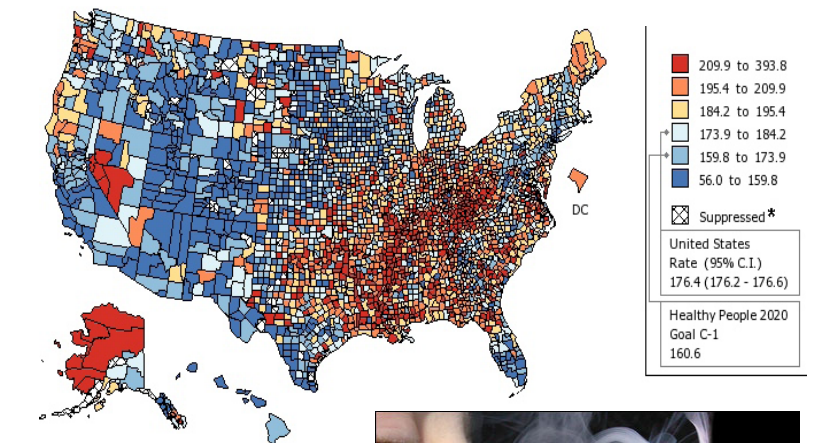 209.9 to 393.8
195.4 to 209.9
184.2 to 195.4
173.9 to 184.2
159.8 to 173.9
56.0 to 159.8
Suppressed*
DC
United States
Rate (95% C.I.)
176.4 (176.2 - 176.6)
Healthy People 2020
Goal C-1
160.6